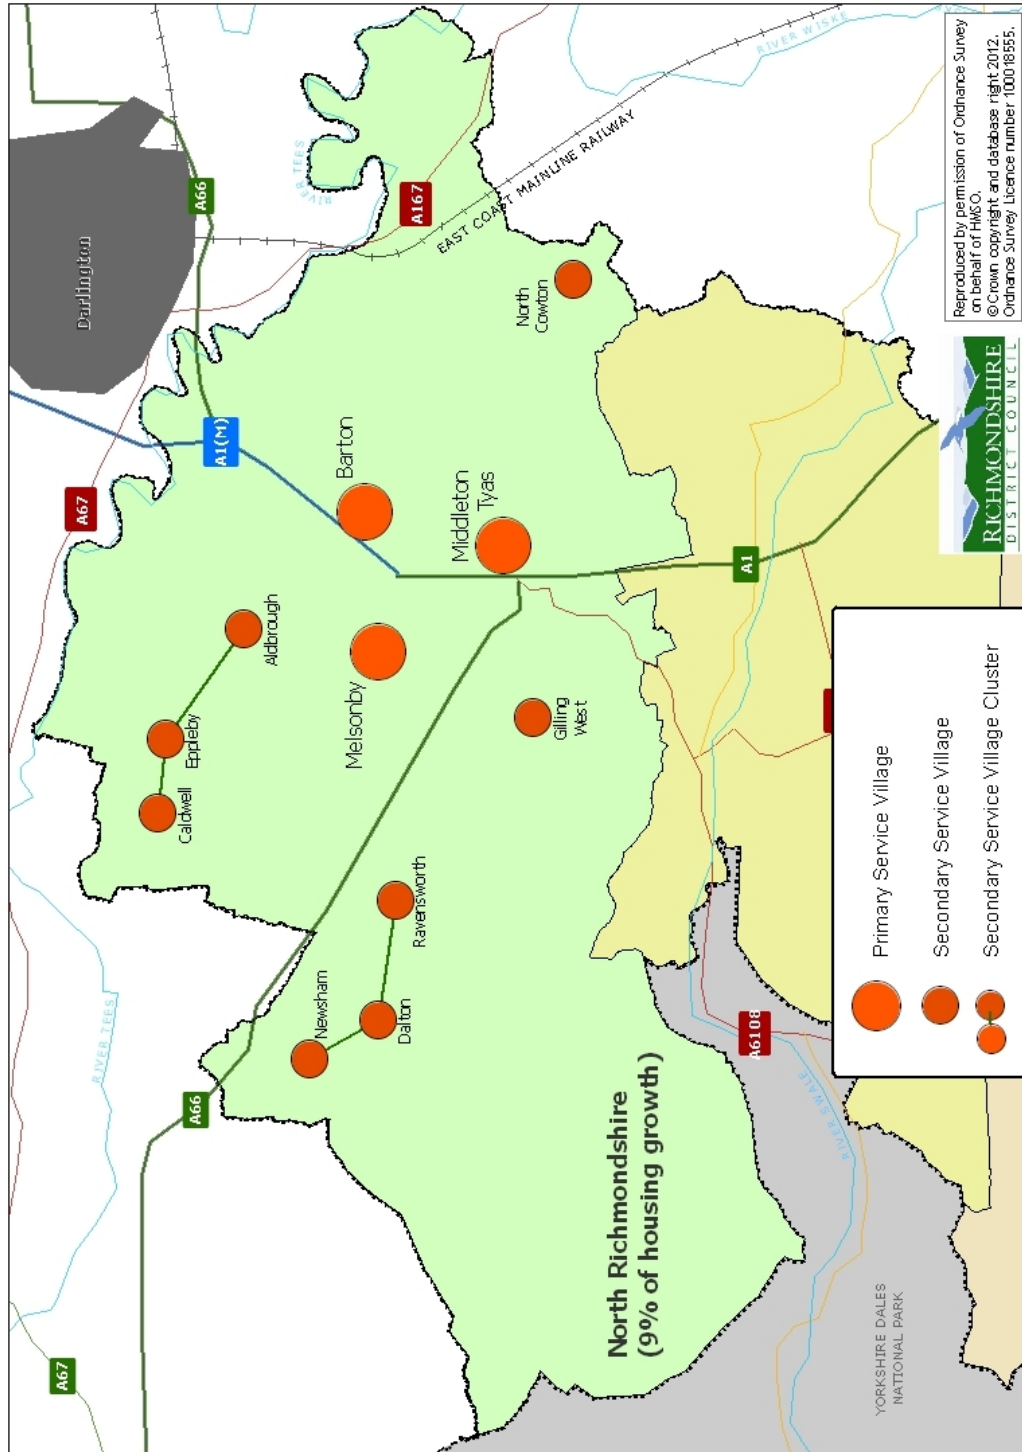 A67
RIVER TEES
A66
A67
Darlington
A66
A1(M)
RIVER TEES
A167
EAST COAST MAINLINE RAILWAY
RIVER WISKE
Caldwell
Eppleby
Aldbrough
Barton
Melsonby
Middleton
Tyas
North
Cowton
Newsham
Dalton
Ravensworth
Gilling
West
A1
North Richmondshire
(9% of housing growth)
A6108
RIVER SWALE
YORKSHIRE DALES
NATIONAL PARK
Primary Service Village
Secondary Service Village
Secondary Service Village Cluster
RICHMONDSHIRE
DISTRICT COUNCIL
Reproduced by permission of Ordnance Survey
on behalf of HMSO.
© Crown copyright and database right 2012.
Ordnance Survey Licence number 100018555.